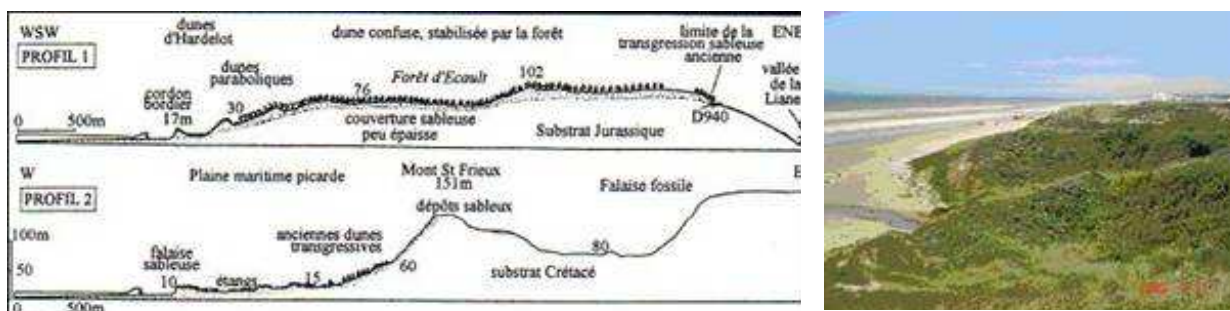 WSW
PROFIL 1
dunes
d'Hardelot
dune confuse, stabilisée par la forêt
limite de la
transgression sableuse
ancienne
ENE
vallée
de la
Liane
dunes
paraboliques
Forêt d'Ecault
cordon
bordier
17m
30
76
102
0
500m
couverture sableuse
peu épaisse
Substrat Jurassique
D940
W
PROFIL 2
Plaine maritime picarde
Mont St Frieux
151m
dépôts sableux
Falaise fossile
E
100m
50
0
500m
falaise
sableuse
10
étangs
anciennes dunes
transgressives
15
60
80
substrat Crétacé